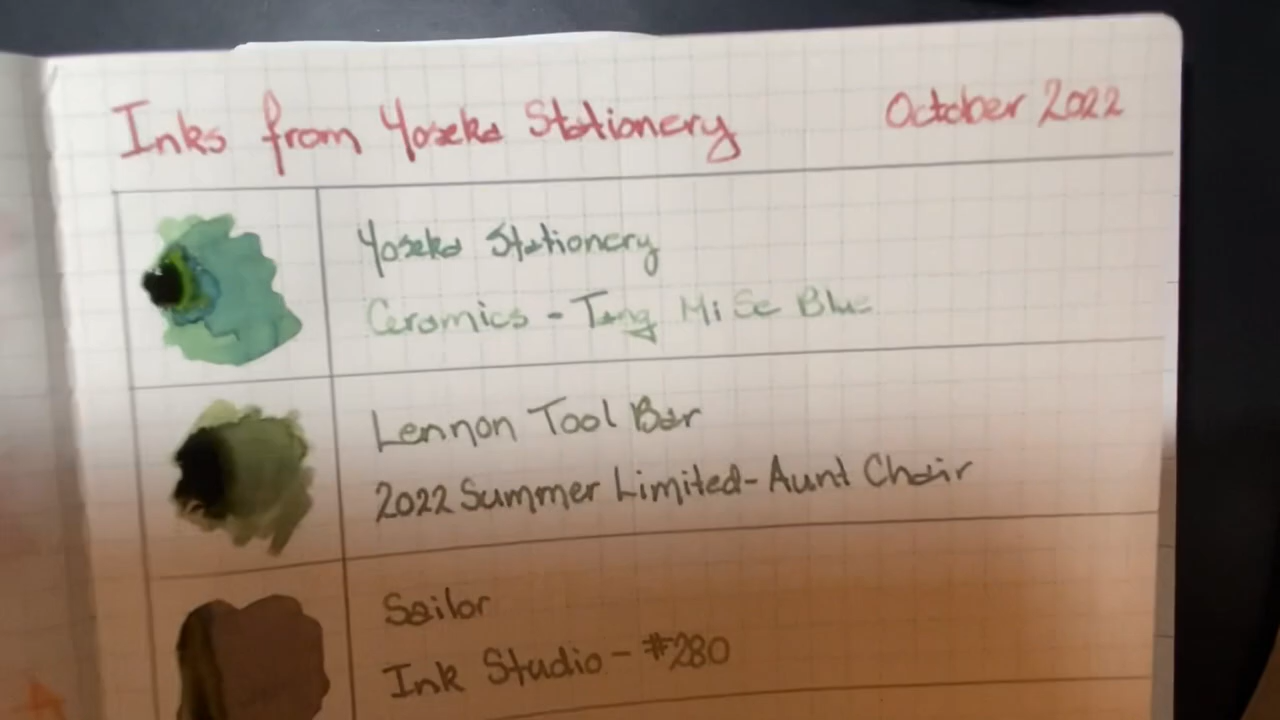 Inks from Yoseka Stationery
October 2022
Yoseka Stationery
Ceramics - Tang Mi Se Blue
Lennon Tool Bar
2022 Summer Limited - Aunt Chair
Sailor
Ink Studio - #280